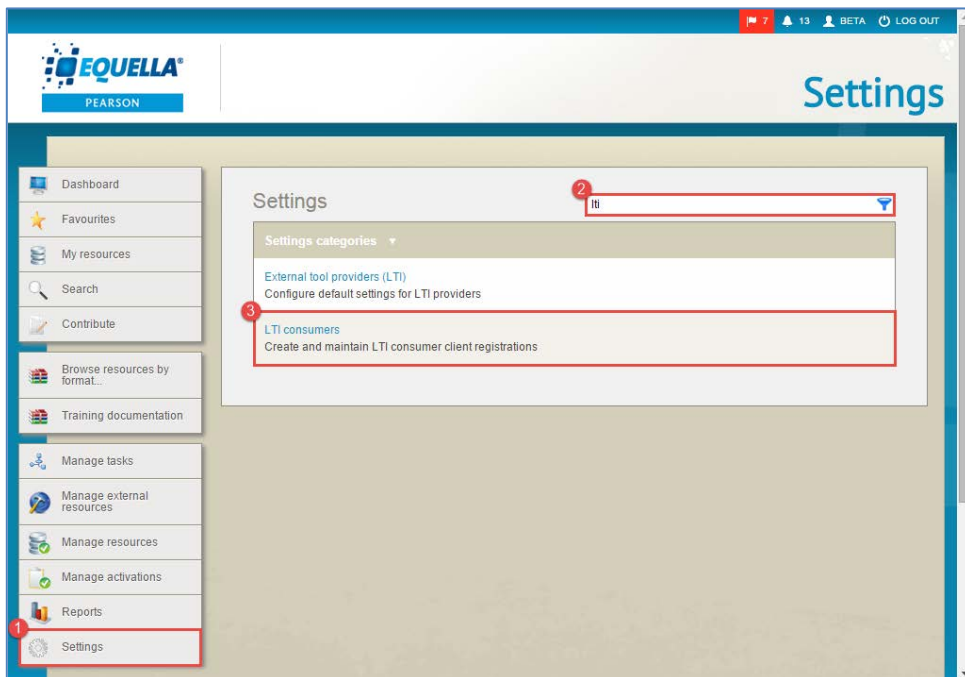 7 13 BETA LOG OUT
EQUELLA®
PEARSON
Settings
Dashboard
Favourites
My resources
Search
Contribute
Browse resources by
format...
Training documentation
Manage tasks
Manage external
resources
Manage resources
Manage activations
Reports
1
Settings
Settings
2
lti
Settings categories
External tool providers (LTI)
Configure default settings for LTI providers
3
LTI consumers
Create and maintain LTI consumer client registrations